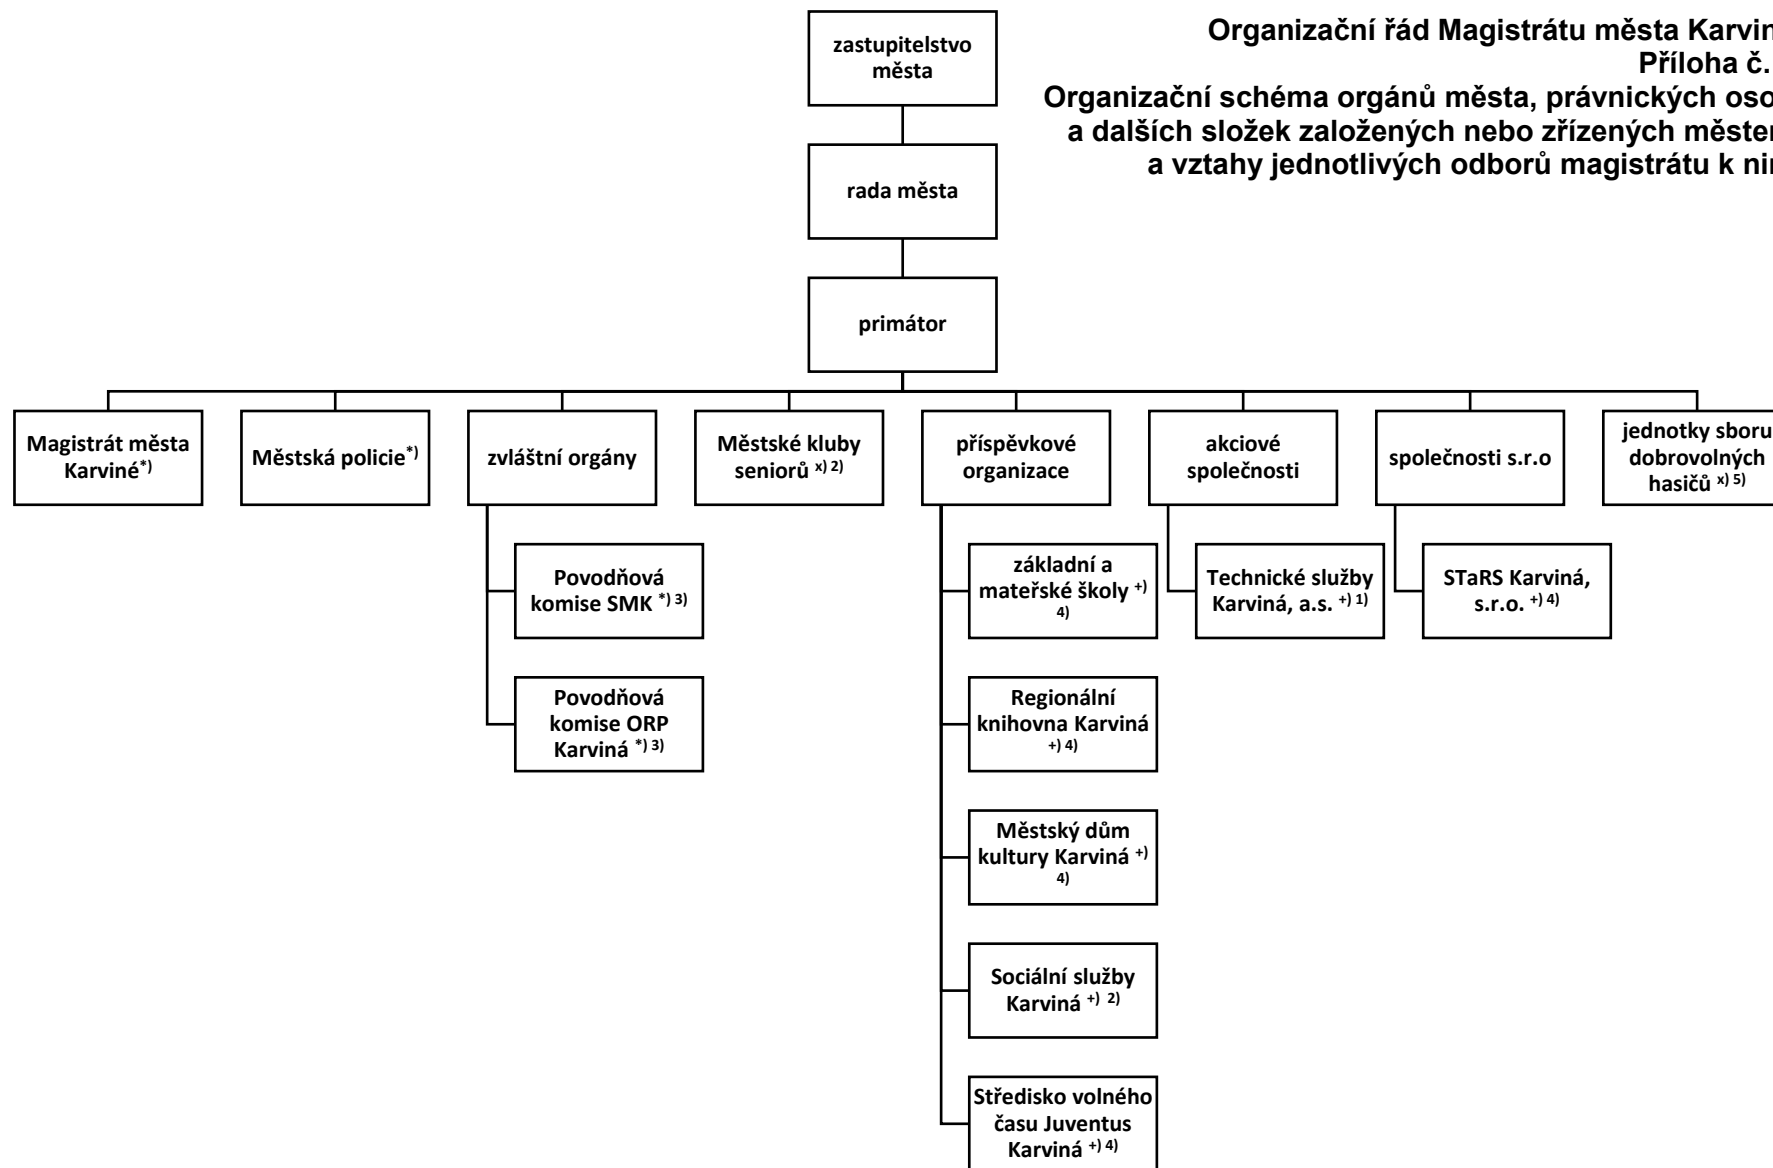 Organizační řád Magistrátu města Karvin
Příloha č.
Organizační schéma orgánů města, právnických oso
a dalších složek založených nebo zřízených měste
a vztahy jednotlivých odborů magistrátu k ni
zastupitelstvo
města
rada města
primátor
Magistrát města
Karviné*)
Městská policie*)
zvláštní orgány
Městské kluby
seniorů x) 2)
příspěvkové
organizace
akciové
společnosti
společnosti s.r.o
jednotky sboru
dobrovolných
hasičů x) 5)
Povodňová
komise SMK *) 3)
Povodňová
komise ORP
Karviná *) 3)
základní a
mateřské školy +)
4)
Regionální
knihovna Karviná
+) 4)
Městský dům
kultury Karviná +)
4)
Sociální služby
Karviná +) 2)
Středisko volného
času Juventus
Karviná +) 4)
Technické služby
Karviná, a.s. +) 1)
STaRS Karviná,
s.r.o. +) 4)